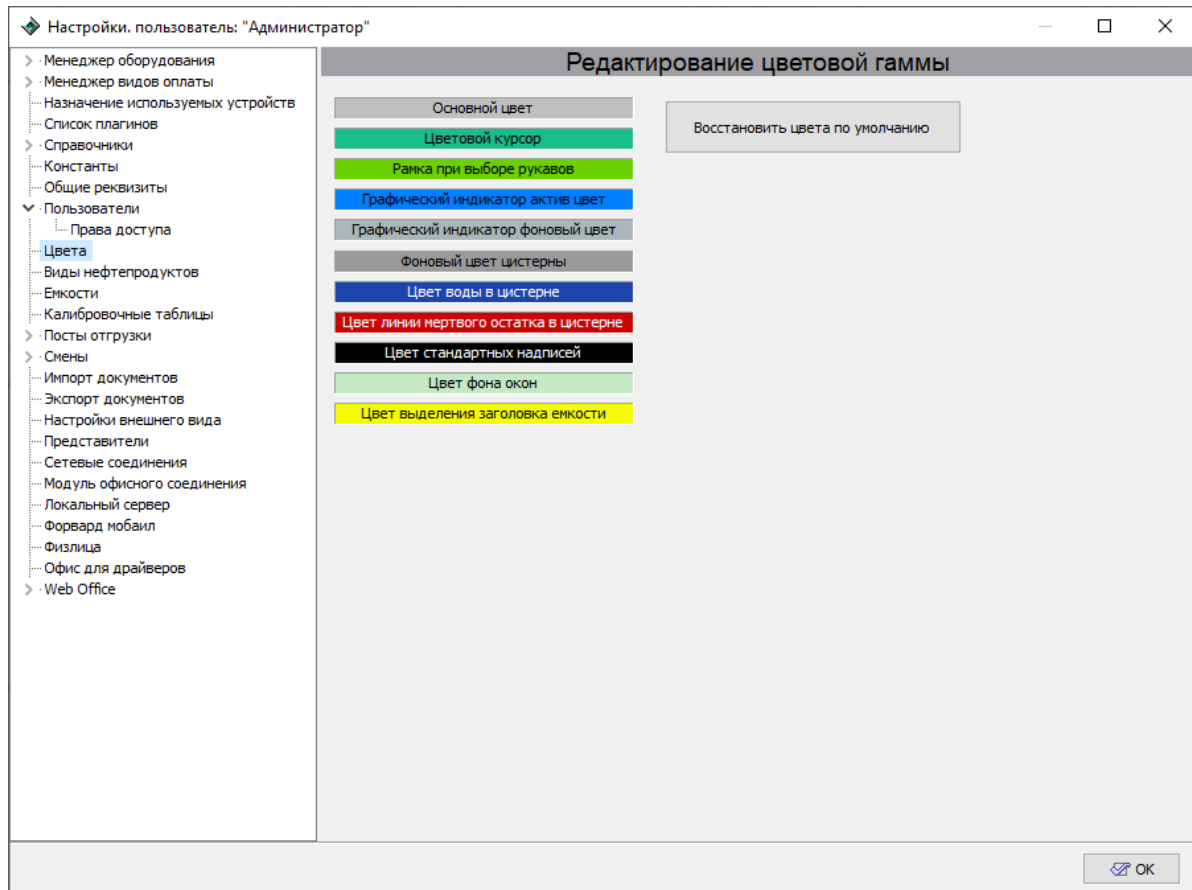 Настройки. пользователь: "Администратор"
Менеджер оборудования
Менеджер видов оплаты
Назначение используемых устройств
Список плагинов
Справочники
Константы
Общие реквизиты
Пользователи
Права доступа
Цвета
Виды нефтепродуктов
Емкости
Калибровочные таблицы
Посты отгрузки
Смены
Импорт документов
Экспорт документов
Настройки внешнего вида
Представители
Сетевые соединения
Модуль офисного соединения
Локальный сервер
Форвард мобаил
Физлица
Офис для драйверов
Web Office
Редактирование цветовой гаммы
Основной цвет
Цветовой курсор
Рамка при выборе рукавов
Графический индикатор актив цвет
Графический индикатор фоновый цвет
Фоновый цвет цистерны
Цвет воды в цистерне
Цвет линии мертвого остатка в цистерне
Цвет стандартных надписей
Цвет фона окон
Цвет выделения заголовка емкости
Восстановить цвета по умолчанию
OK